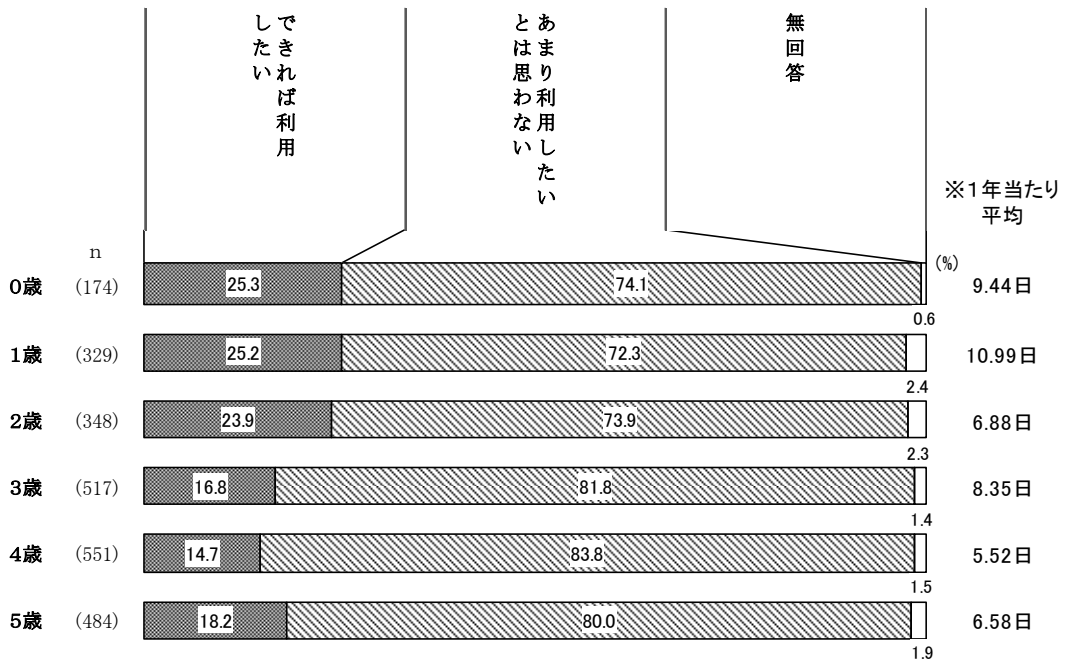 できれば利用
したい
あまり利用したい
とは思わない
無回答
※1年当たり
平均
n
(%)
0歳 (174) 25.3 74.1 0.6 9.44日
1歳 (329) 25.2 72.3 2.4 10.99日
2歳 (348) 23.9 73.9 2.3 6.88日
3歳 (517) 16.8 81.8 1.4 8.35日
4歳 (551) 14.7 83.8 1.5 5.52日
5歳 (484) 18.2 80.0 1.9 6.58日